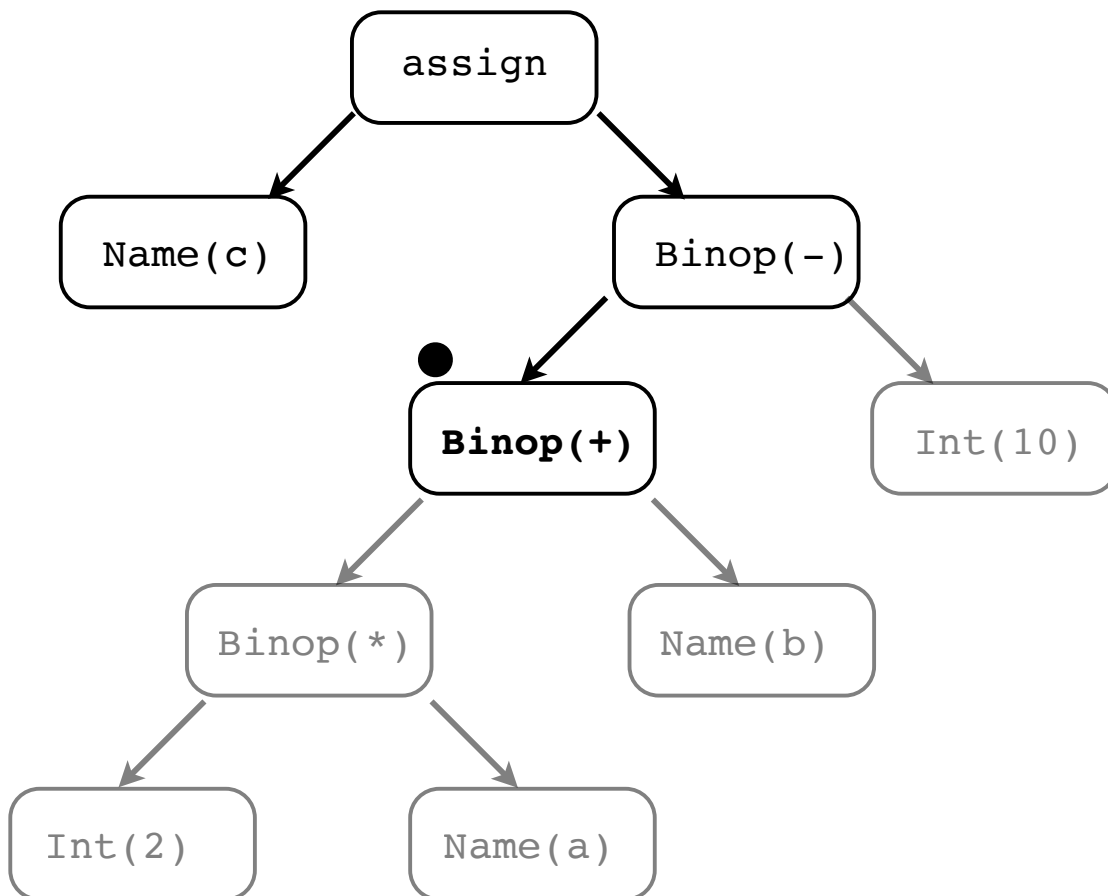 assign
Name(c)
Binop(-)
Binop(+)
Int(10)
Binop(*)
Name(b)
Int(2)
Name(a)